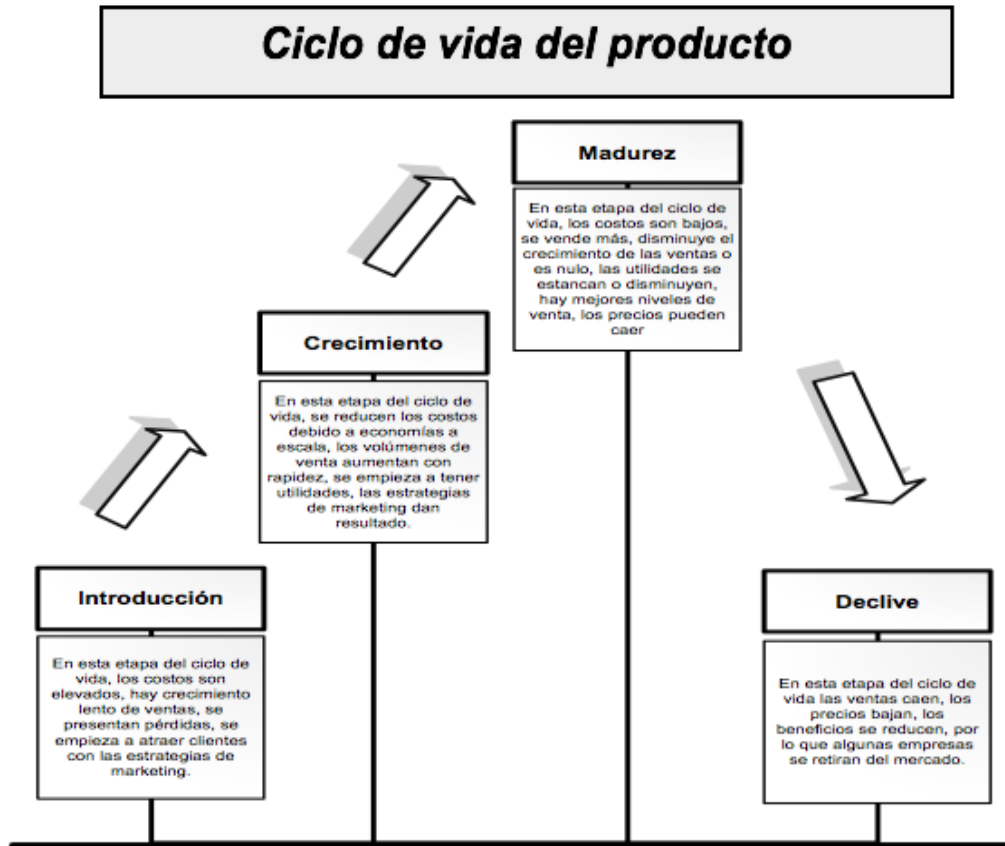 Ciclo de vida del producto
Madurez
En esta etapa del ciclo de
vida, los costos son bajos,
se vende más, disminuye el
crecimiento de las ventas o
es nulo, las utilidades se
estancan o disminuyen,
hay mejores niveles de
venta, los precios pueden
caer
Crecimiento
En esta etapa del ciclo de
vida, se reducen los costos
debido a economías a
escala, los volúmenes de
venta aumentan con
rapidez, se empieza a tener
utilidades, las estrategias
de marketing dan
resultado.
Introducción
En esta etapa del ciclo de
vida, los costos son
elevados, hay crecimiento
lento de ventas, se
presentan pérdidas, se
empieza a atraer clientes
con las estrategias de
marketing.
Declive
En esta etapa del ciclo de
vida las ventas caen, los
precios bajan, los
beneficios se reducen, por
lo que algunas empresas
se retiran del mercado.